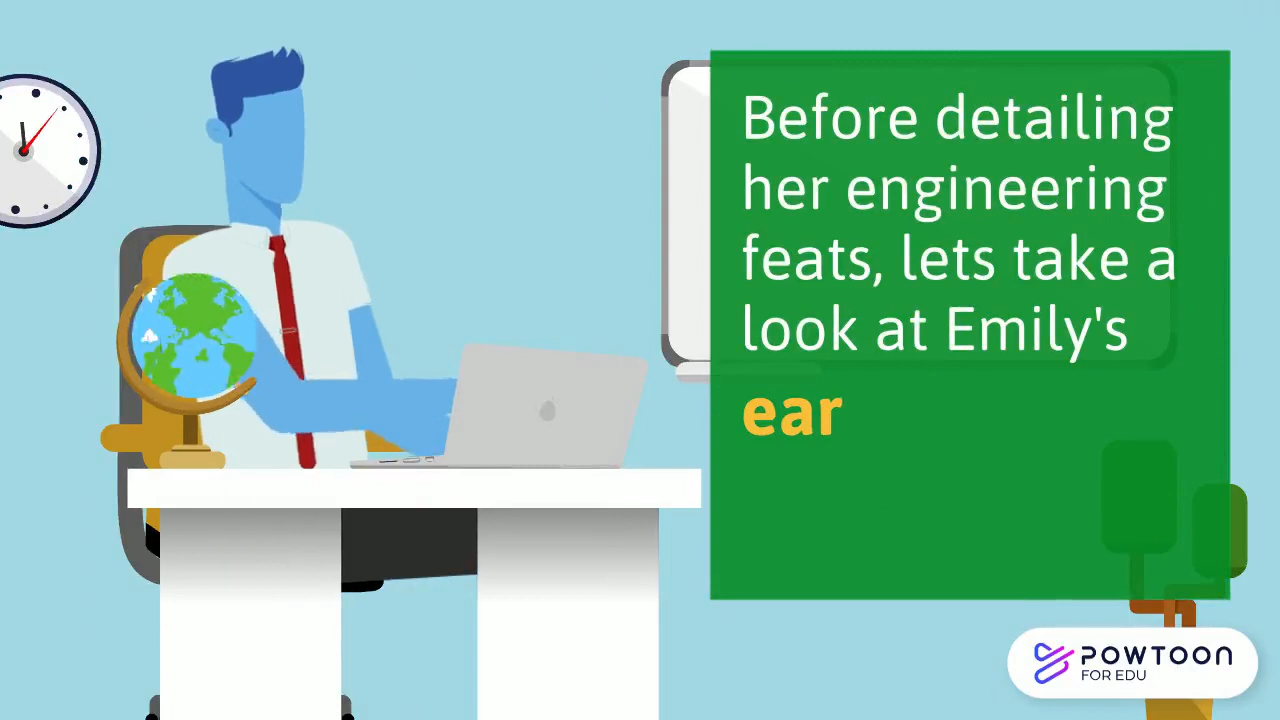 Before detailing
her engineering
feats, lets take a
look at Emily's
ear
POWTOON
FOR EDU